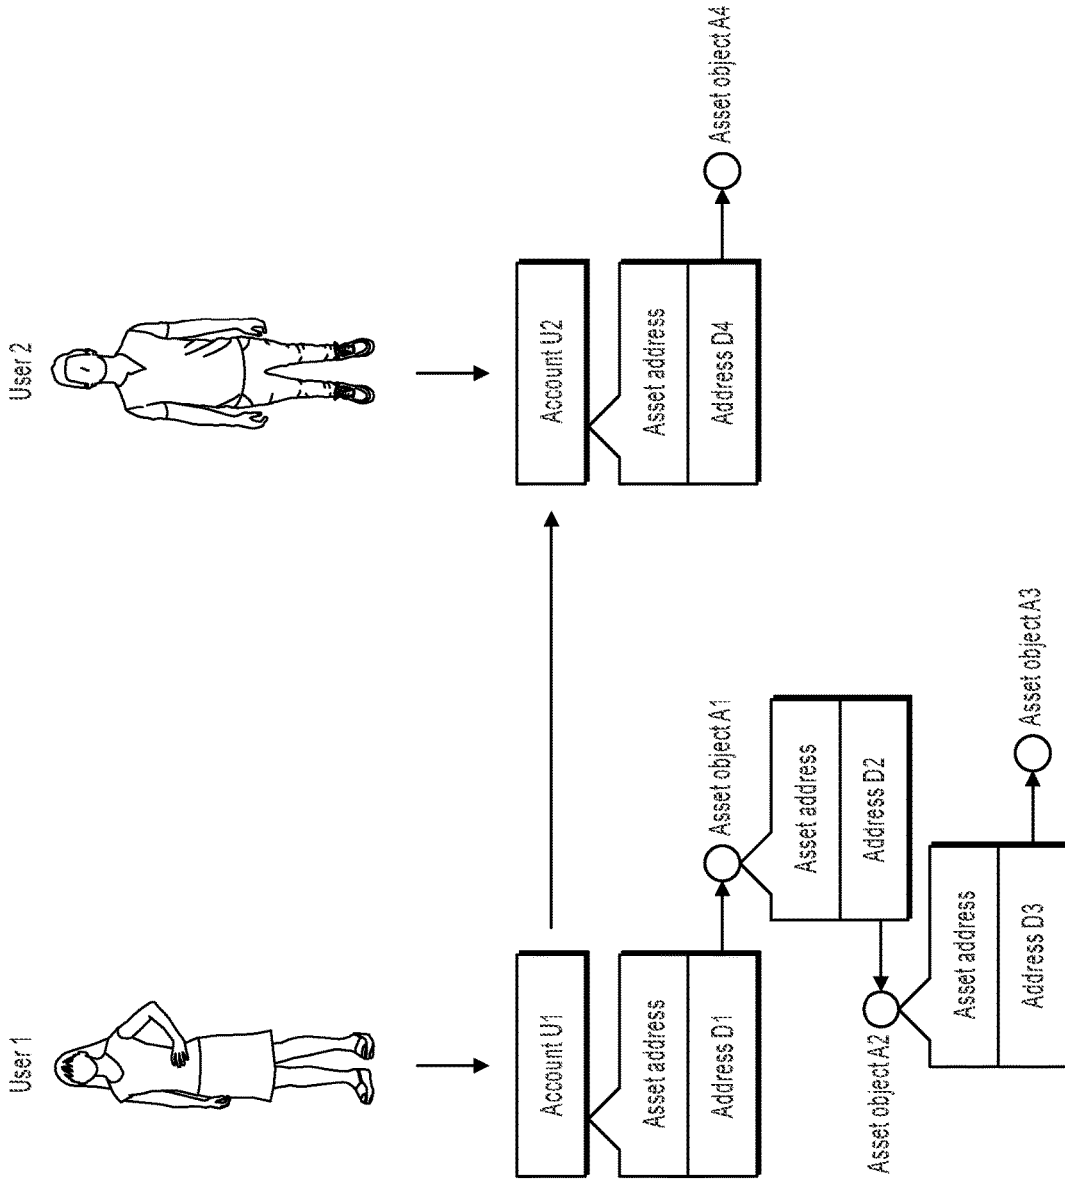 User 1
Account U1
Asset address
Address D1
Asset object A1
Asset address
Address D2
Asset object A2
Asset address
Address D3
Asset object A3
User 2
Account U2
Asset address
Address D4
Asset object A4